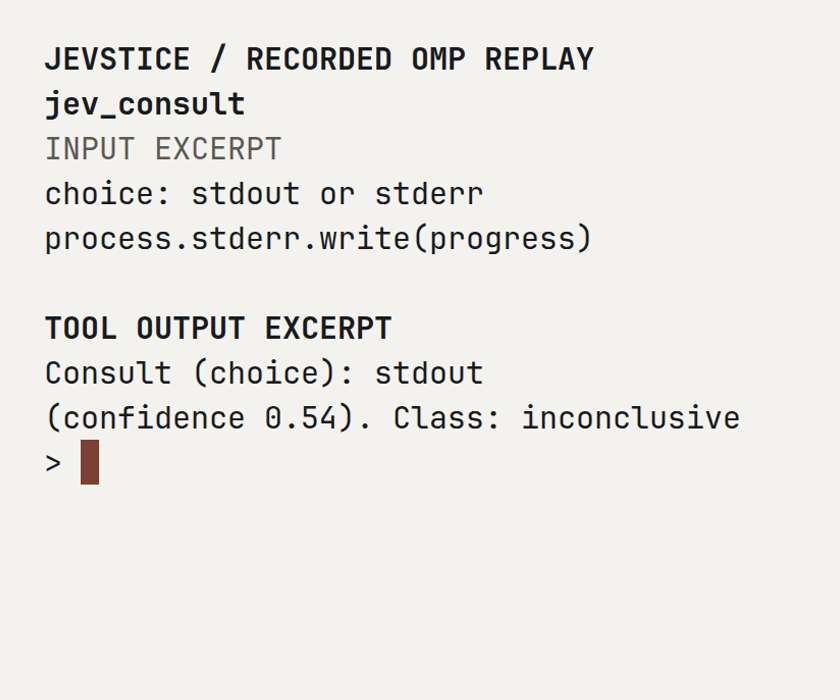 JEVSTICE / RECORDED OMP REPLAY
jev_consult
INPUT EXCERPT
choice: stdout or stderr
process.stderr.write(progress)
TOOL OUTPUT EXCERPT
Consult (choice): stdout
(confidence 0.54). Class: inconclusive
>